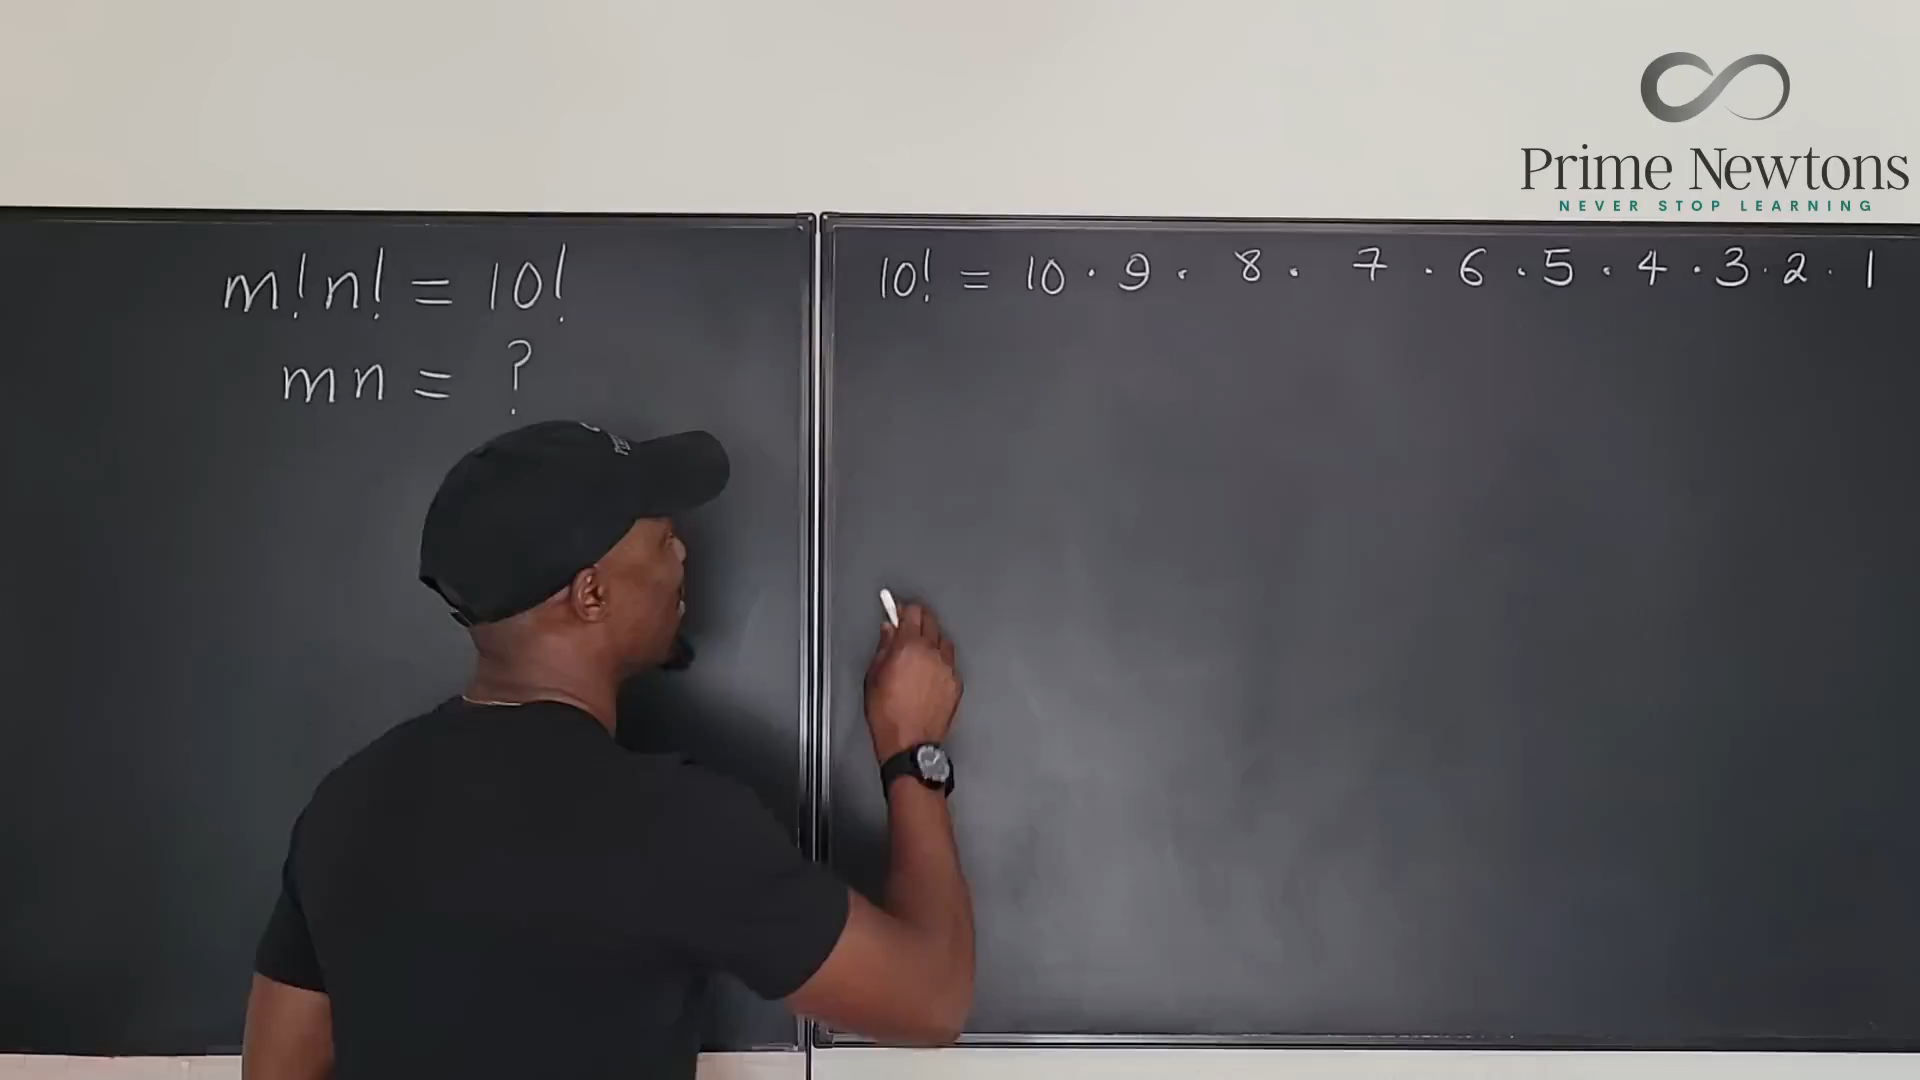 Prime Newtons
NEVER STOP LEARNING
m!n! = 10!
mn = ?
10! = 10 · 9 · 8 · 7 · 6 · 5 · 4 · 3 · 2 · 1